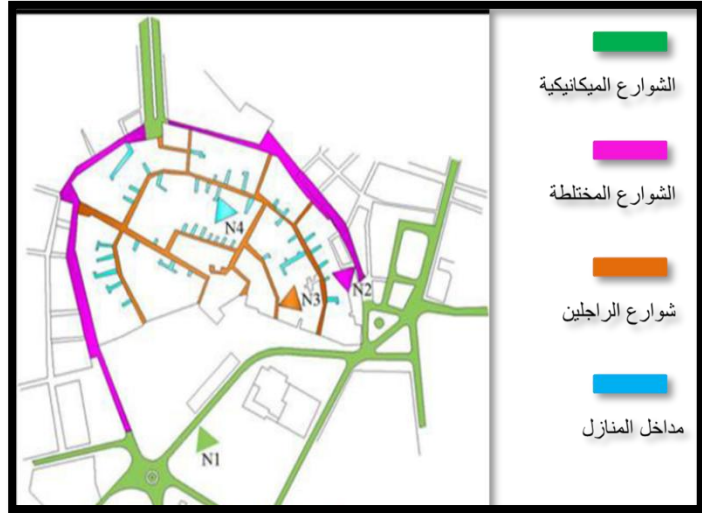 الشوارع الميكانيكية
الشوارع المختلطة
شوارع الراجلين
مداخل المنازل
N4
N3
N2
N1